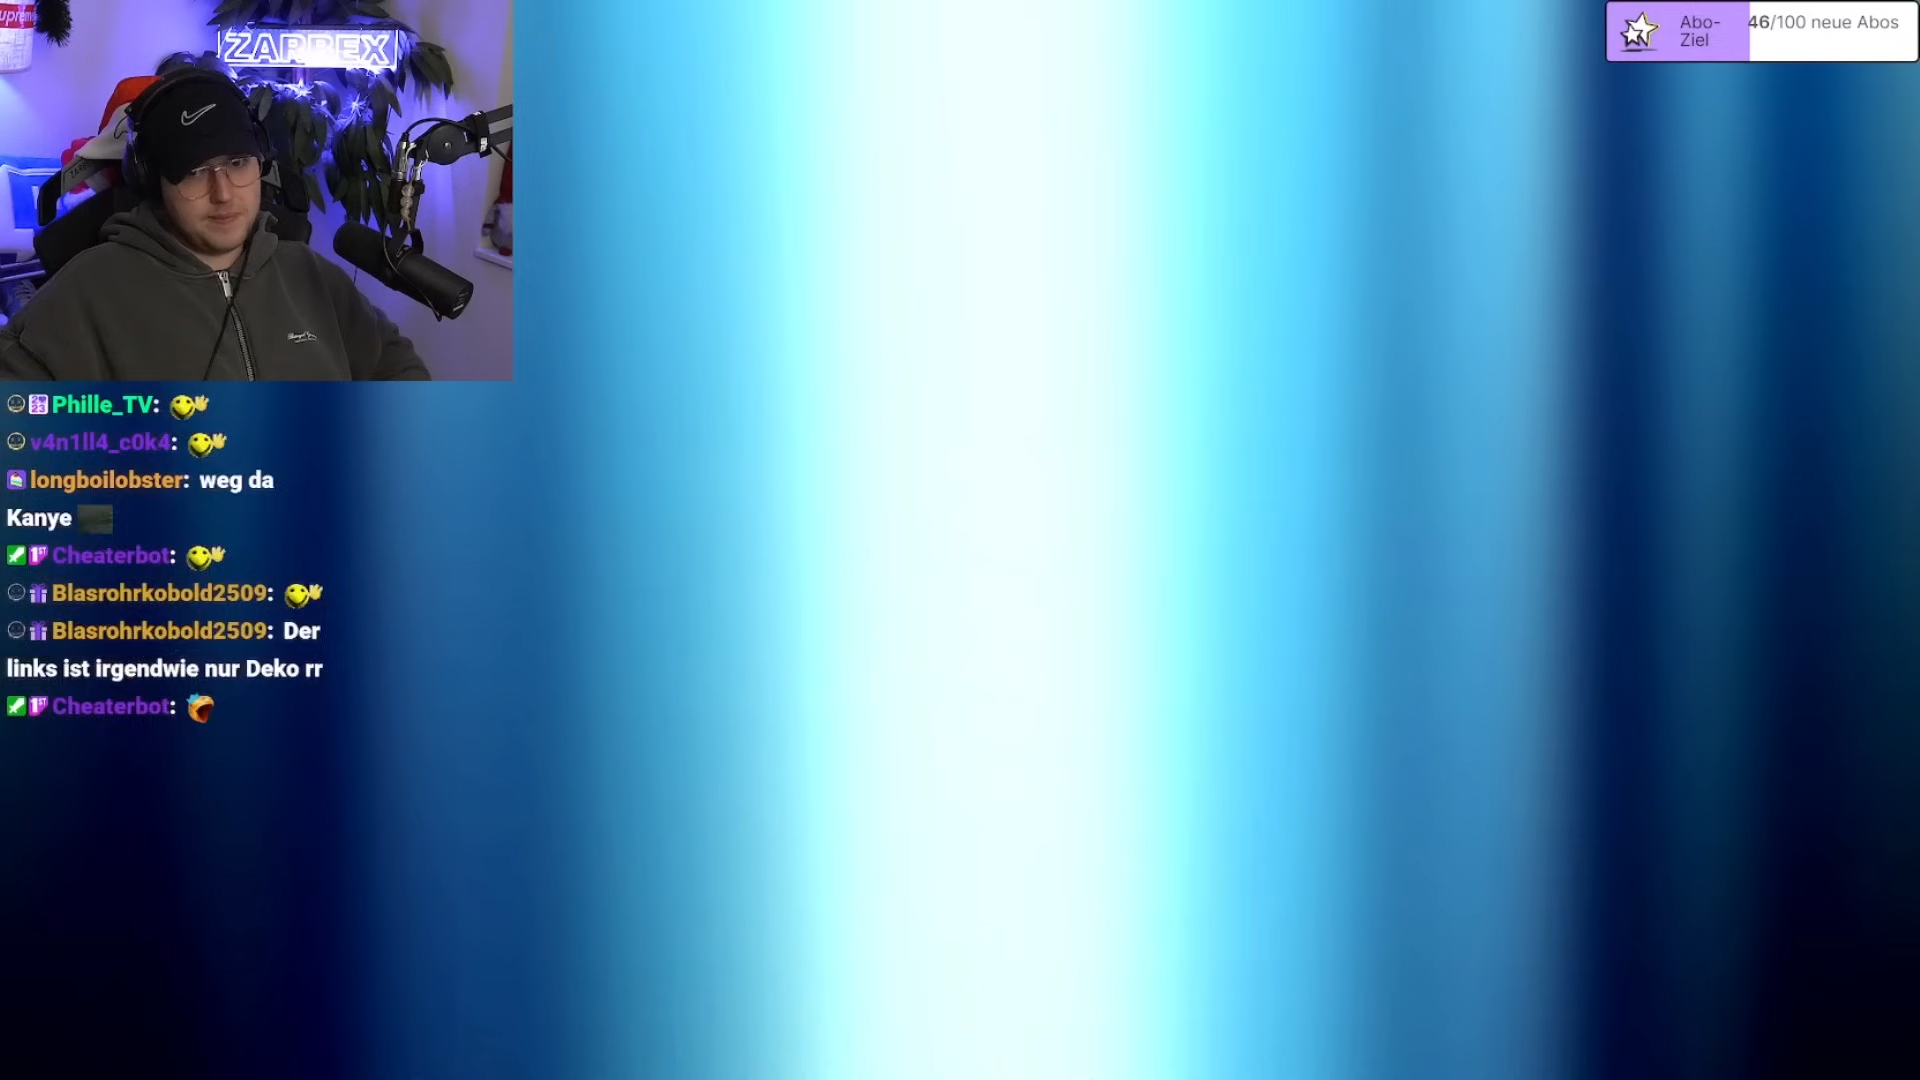 Supreme
ZARBEX
Abo-
Ziel
46/100 neue Abos
Phille_TV:
v4n1ll4_c0k4:
longboilobster: weg da
Kanye
Cheaterbot:
Blasrohrkobold2509:
Blasrohrkobold2509: Der
links ist irgendwie nur Deko rr
Cheaterbot: